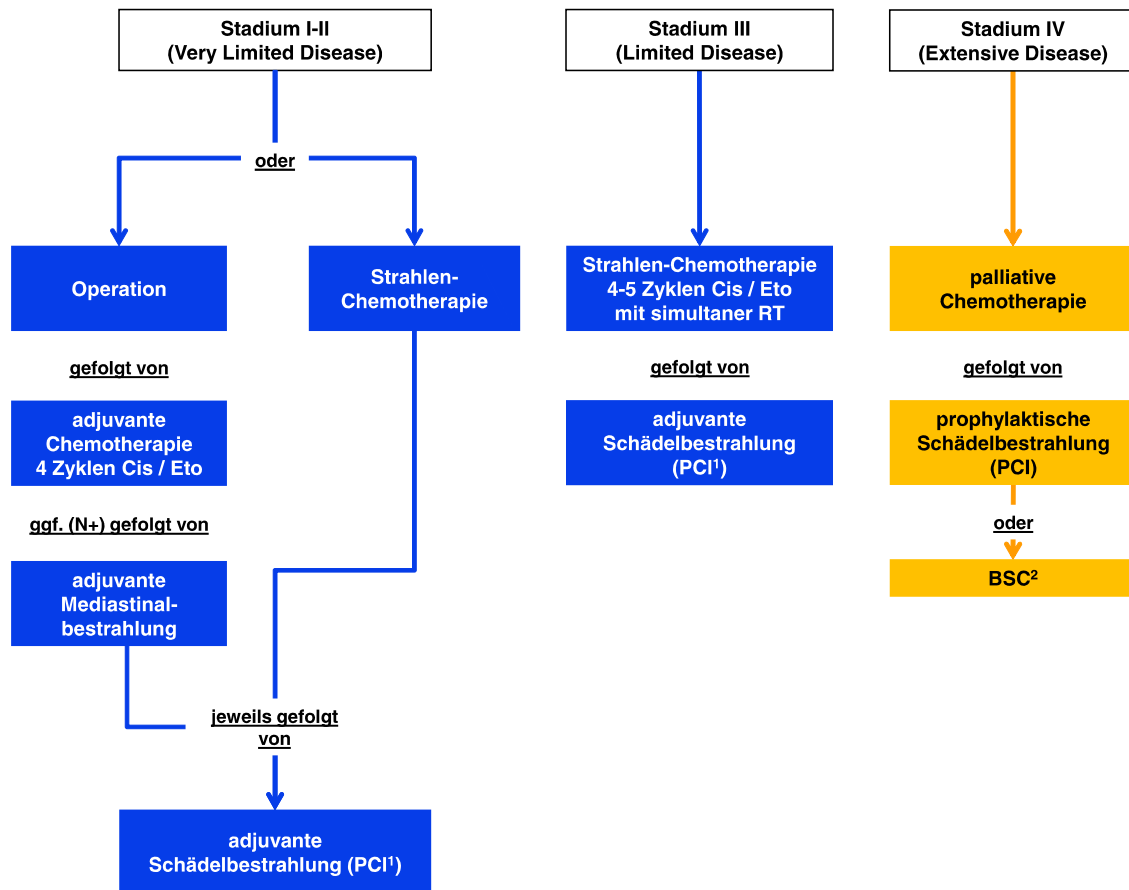 Stadium I-II
(Very Limited Disease)
oder
Operation
Strahlen-
Chemotherapie
gefolgt von
adjuvante
Chemotherapie
4 Zyklen Cis / Eto
ggf. (N+) gefolgt von
adjuvante
Mediastinal-
bestrahlung
jeweils gefolgt
von
adjuvante
Schädelbestrahlung (PCI¹)
Stadium III
(Limited Disease)
Strahlen-Chemotherapie
4-5 Zyklen Cis / Eto
mit simultaner RT
gefolgt von
adjuvante
Schädelbestrahlung
(PCI¹)
Stadium IV
(Extensive Disease)
palliative
Chemotherapie
gefolgt von
prophylaktische
Schädelbestrahlung
(PCI)
oder
BSC²